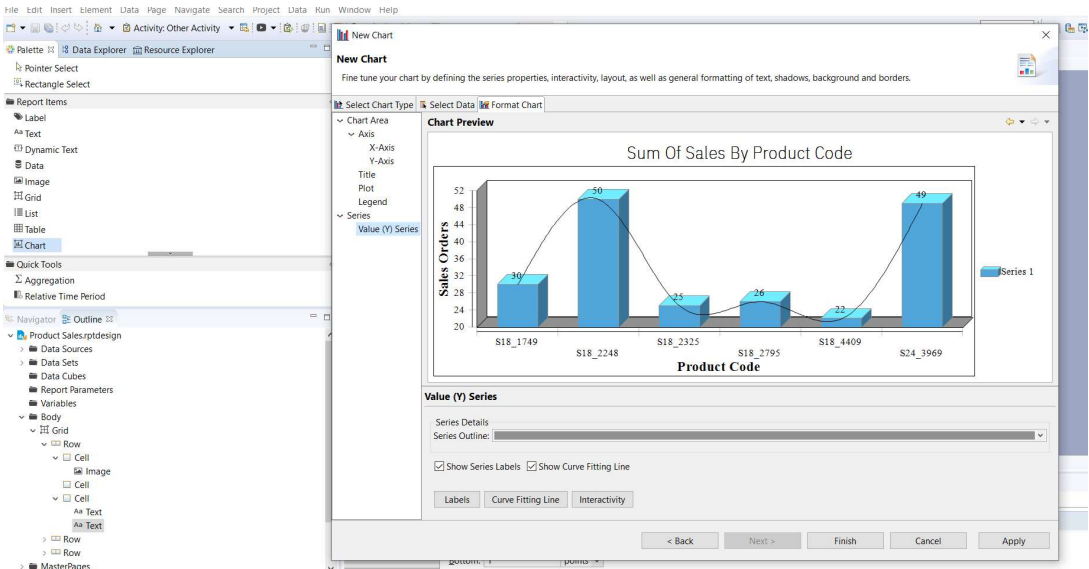 File Edit Insert Element Data Page Navigate Search Project Data Run Window Help
Activity: Other Activity
Palette Data Explorer Resource Explorer
Pointer Select
Rectangle Select
Report Items
Label
Aa Text
Dynamic Text
Data
Image
Grid
List
Table
Chart
Quick Tools
Σ Aggregation
Relative Time Period
Navigator Outline
Product Sales.rptdesign
Data Sources
Data Sets
Data Cubes
Report Parameters
Variables
Body
Grid
Row
Cell
Image
Cell
Cell
Aa Text
Aa Text
Row
Row
MasterPages
New Chart
New Chart
Fine tune your chart by defining the series properties, interactivity, layout, as well as general formatting of text, shadows, background and borders.
Select Chart Type Select Data Format Chart
Chart Area
Axis
X-Axis
Y-Axis
Title
Plot
Legend
Series
Value (Y) Series
Chart Preview
Sum Of Sales By Product Code
Sales Orders
52
48
44
40
36
32
28
24
20
30
50
25
26
22
49
S18_1749
S18_2248
S18_2325
S18_2795
S18_4409
S24_3969
Product Code
Series 1
Value (Y) Series
Series Details
Series Outline:
Show Series Labels Show Curve Fitting Line
Labels Curve Fitting Line Interactivity
< Back Next > Finish Cancel Apply
Bottom: 1 points